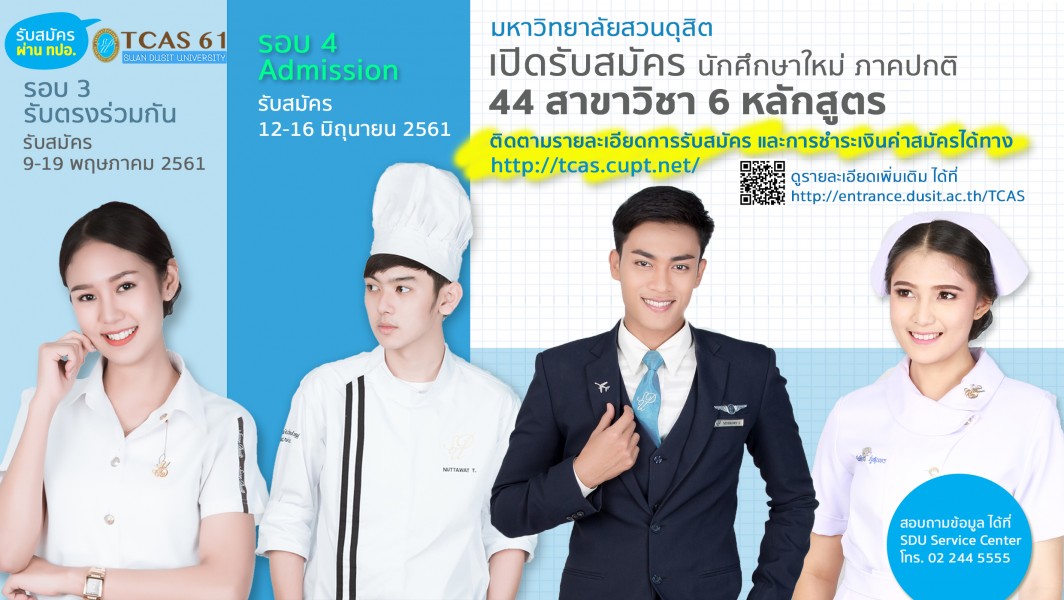 รับสมัคร
ผ่าน ทปอ.
TCAS 61
SUAN DUSIT UNIVERSITY
รอบ 3
รับตรงร่วมกัน
รับสมัคร
9-19 พฤษภาคม 2561
รอบ 4
Admission
รับสมัคร
12-16 มิถุนายน 2561
มหาวิทยาลัยสวนดุสิต
เปิดรับสมัคร นักศึกษาใหม่ ภาคปกติ
44 สาขาวิชา 6 หลักสูตร
ติดตามรายละเอียดการรับสมัคร และการชำระเงินค่าสมัครได้ทาง
http://tcas.cupt.net/
ดูรายละเอียดเพิ่มเติม ได้ที่
http://entrance.dusit.ac.th/TCAS
NUTTAWAT T.
สอบถามข้อมูล ได้ที่
SDU Service Center
โทร. 02 244 5555